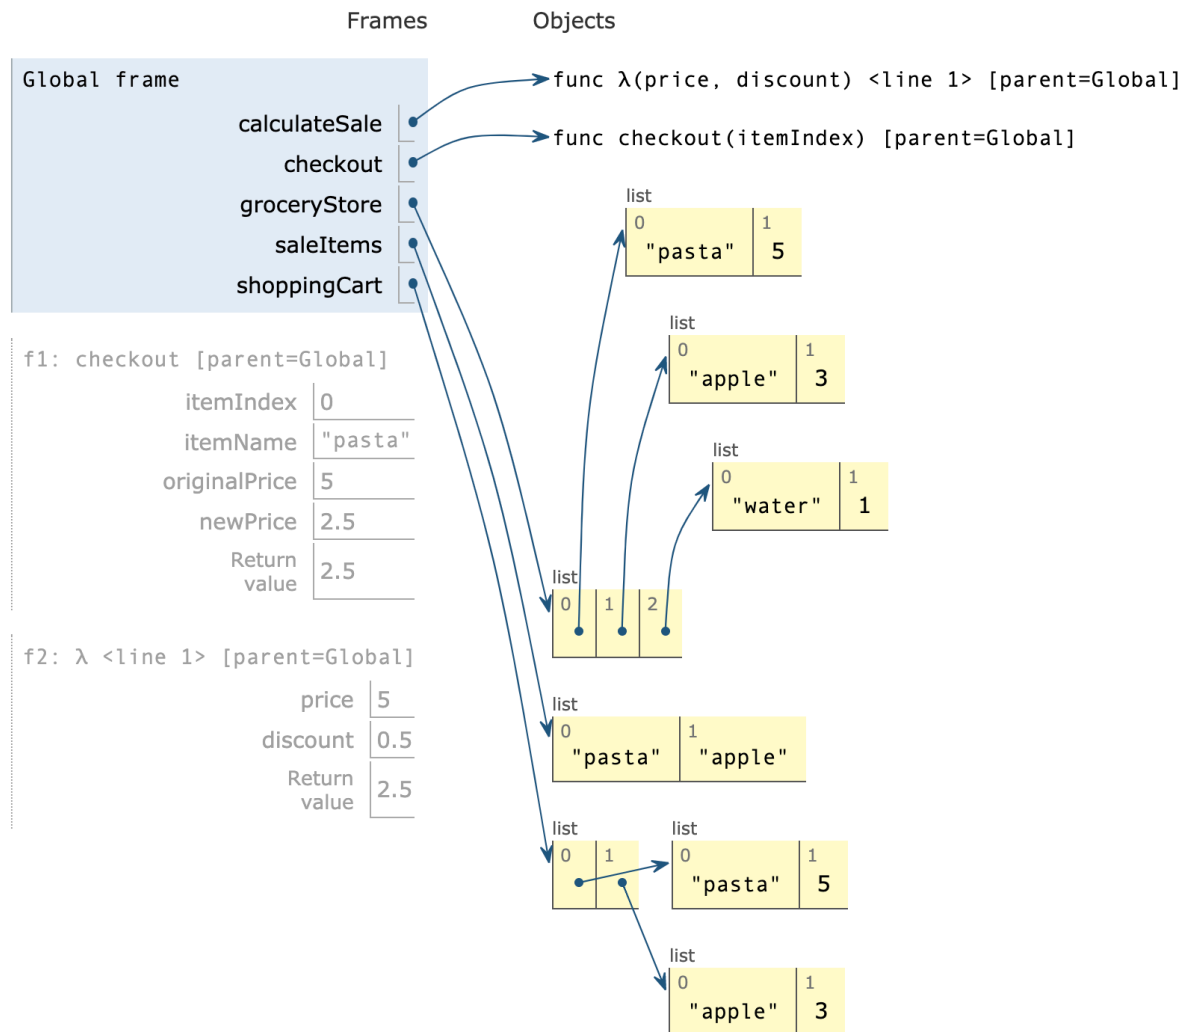 Frames Objects
Global frame
func λ(price, discount) <line 1> [parent=Global]
calculateSale
func checkout(itemIndex) [parent=Global]
checkout
groceryStore
saleItems
shoppingCart
list
0 1
"pasta" 5
list
0 1
"apple" 3
list
0 1
"water" 1
list
0 1 2
list
0 1
"pasta" "apple"
list
0 1
list
0 1
"pasta" 5
list
0 1
"apple" 3
f1: checkout [parent=Global]
itemIndex 0
itemName "pasta"
originalPrice 5
newPrice 2.5
Return
value 2.5
f2: λ <line 1> [parent=Global]
price 5
discount 0.5
Return
value 2.5